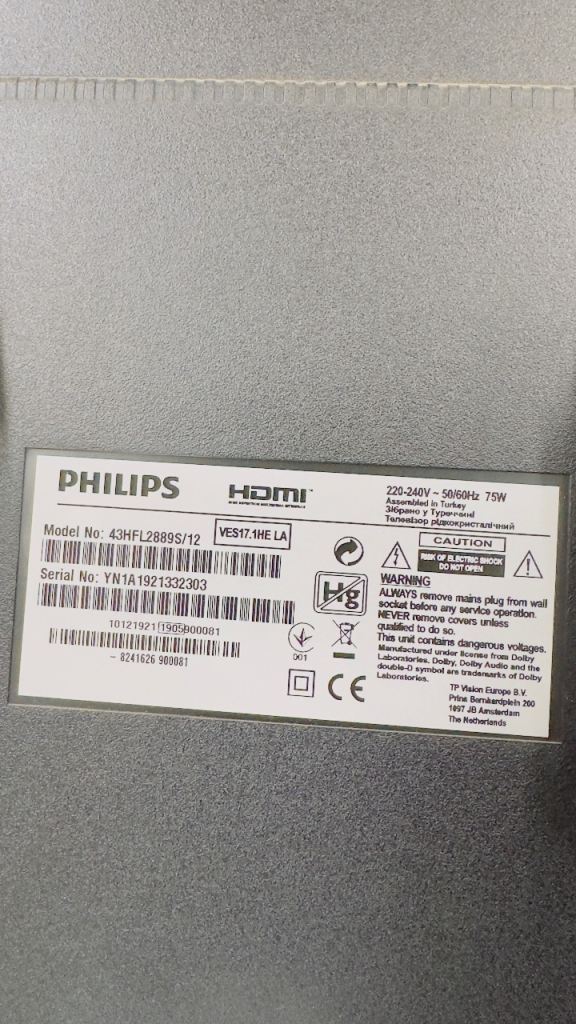 PHILIPS
HDMI
220-240V ~ 50/60Hz 75W
Assembled in Turkey
Зібрано у Туреччині
Телевізор рідкокристалічний
Model No: 43HFL2889S/12
VES17.1HE LA
Serial No: YN1A1921332303
10121921 1905 900081
- 8241626 900081
Hg
001
CE
CAUTION
RISK OF ELECTRIC SHOCK
DO NOT OPEN
WARNING
ALWAYS remove mains plug from wall
socket before any service operation.
NEVER remove covers unless
qualified to do so.
This unit contains dangerous voltages.
Manufactured under license from Dolby
Laboratories. Dolby, Dolby Audio and the
double-D symbol are trademarks of Dolby
Laboratories.
TP Vision Europe B.V.
Prins Bernhardplein 200
1097 JB Amsterdam
The Netherlands